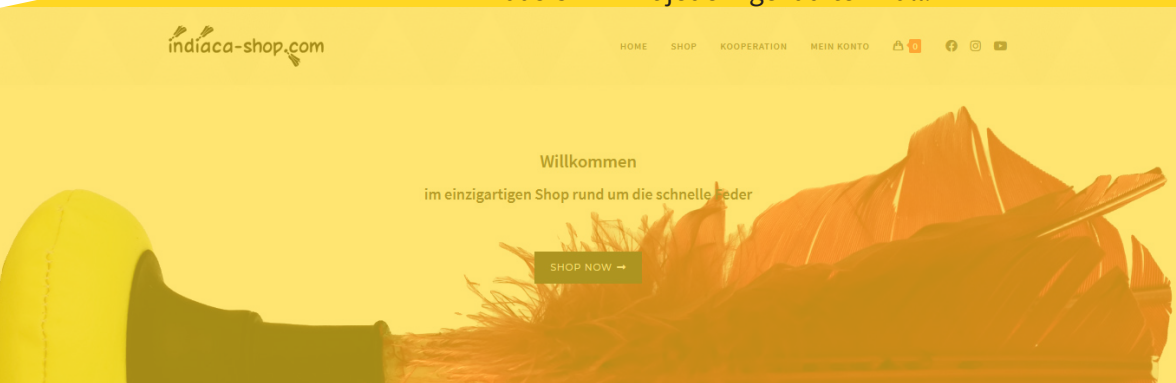 indiaca-shop.com
HOME SHOP KOOPERATION MEIN KONTO 0
Willkommen
im einzigartigen Shop rund um die schnelle Feder
SHOP NOW →